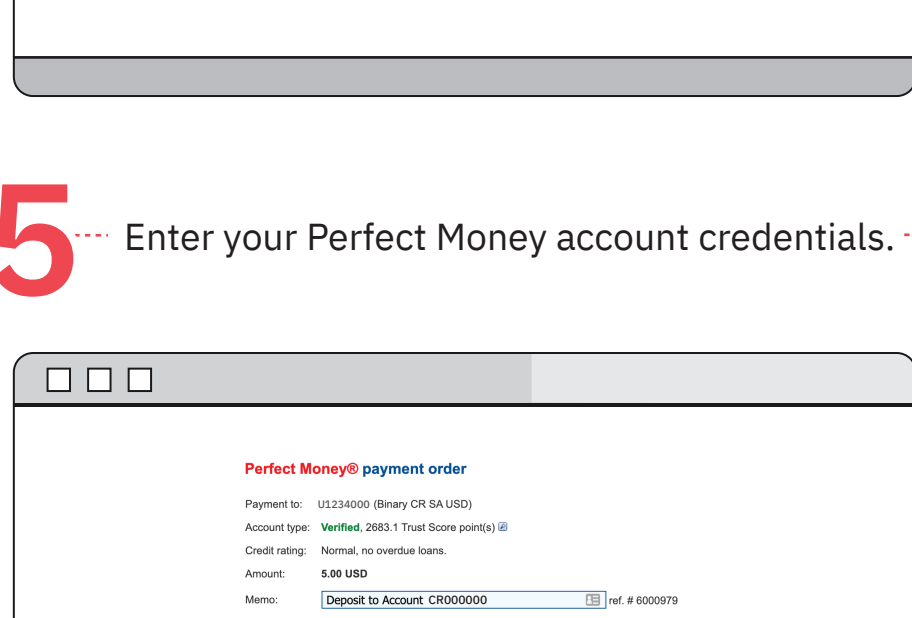 5 Enter your Perfect Money account credentials.
Perfect Money® payment order
Payment to: U1234000 (Binary CR SA USD)
Account type: Verified, 2683.1 Trust Score point(s)
Credit rating: Normal, no overdue loans.
Amount: 5.00 USD
Memo: Deposit to Account CR000000 ref. # 6000979